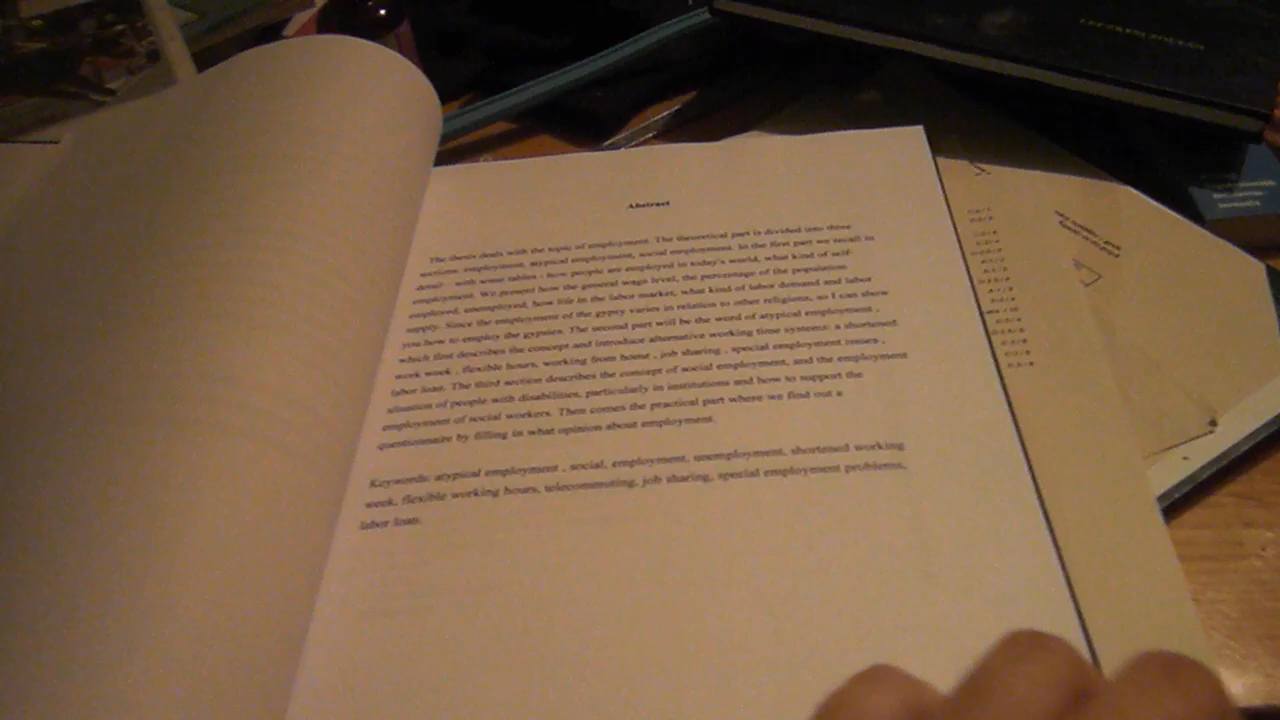 Abstract
The thesis deals with the topic of employment. The theoretical part is divided into three
sections: employment, atypical employment, social employment. In the first part we recall in
detail - with some tables - how people are employed in today's world, what kind of self-
employment. We present how the general wage level, the percentage of the population
employed, unemployed, how life in the labor market, what kind of labor demand and labor
supply. Since the employment of the gypsy varies in relation to other religions, so I can show
you how to employ the gypsies. The second part will be the word of atypical employment ,
which first describes the concept and introduce alternative working time systems: a shortened
work week , flexible hours, working from home , job sharing , special employment issues ,
labor loan. The third section describes the concept of social employment, and the employment
situation of people with disabilities, particularly in institutions and how to support the
employment of social workers. Then comes the practical part where we find out a
questionnaire by filling in what opinion about employment.
Keywords: atypical employment , social, employment, unemployment, shortened working
week, flexible working hours, telecommuting, job sharing, special employment problems,
labor loan.